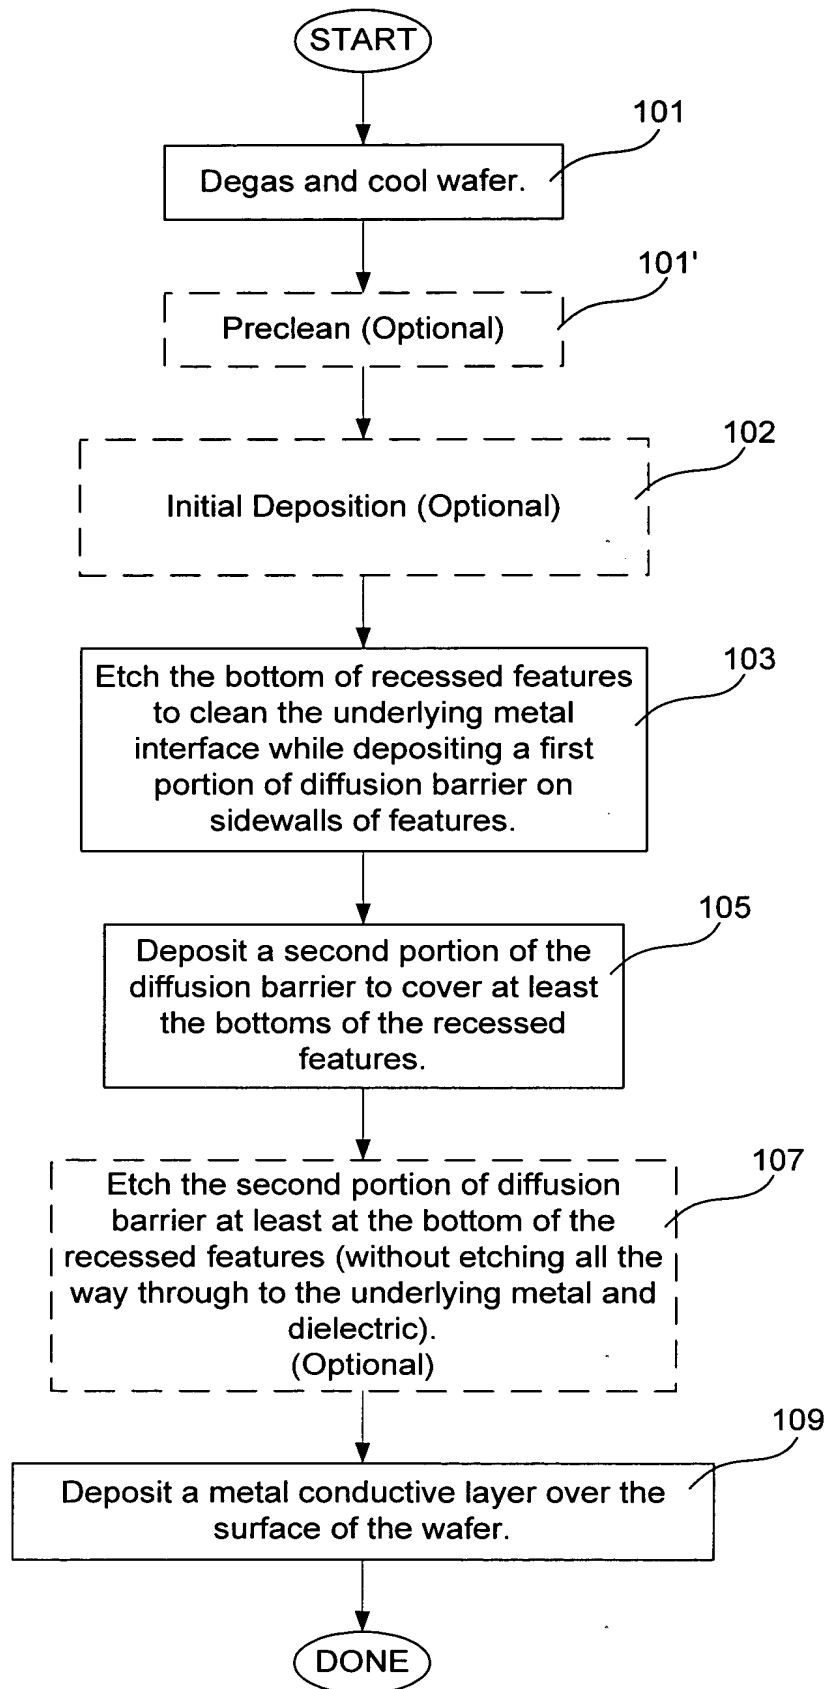 START
101
Degas and cool wafer.
101'
Preclean (Optional)
102
Initial Deposition (Optional)
103
Etch the bottom of recessed features
to clean the underlying metal
interface while depositing a first
portion of diffusion barrier on
sidewalls of features.
105
Deposit a second portion of the
diffusion barrier to cover at least
the bottoms of the recessed
features.
107
Etch the second portion of diffusion
barrier at least at the bottom of the
recessed features (without etching all the
way through to the underlying metal and
dielectric).
(Optional)
109
Deposit a metal conductive layer over the
surface of the wafer.
DONE